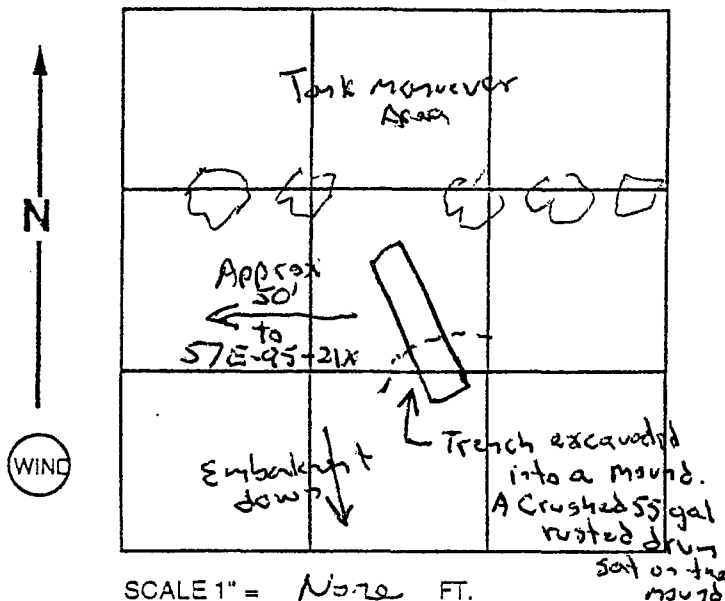 Tank maneuver
Area
N
Approx
50'
to
57E-95-21X
WIND
Embankment
down
Trench excavated
into a mound.
A Crushed 55 gal
rusted drum
sat on the
mound
SCALE 1" = None FT.